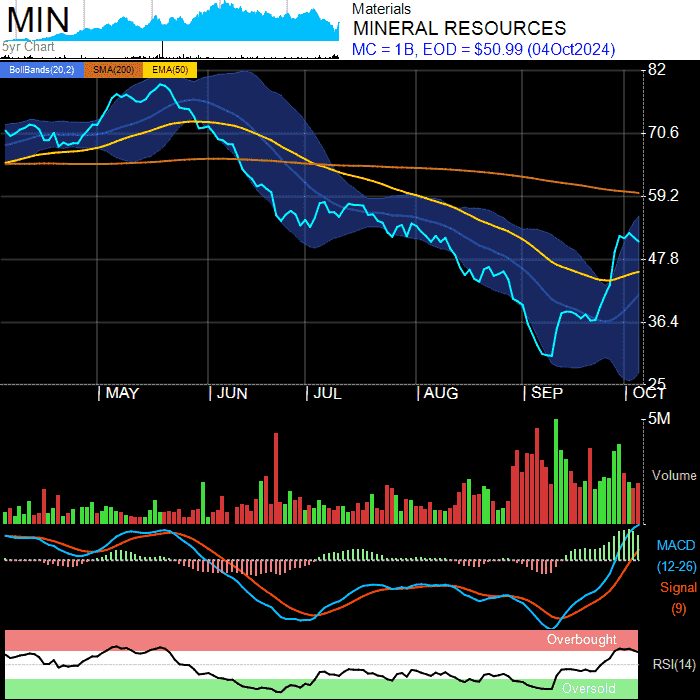 MIN
Materials
MINERAL RESOURCES
MC = 1B, EOD = $50.99 (04Oct2024)
5yr Chart
BollBands(20,2) SMA(200) EMA(50)
82
70.6
59.2
47.8
36.4
25
MAY JUN JUL AUG SEP OCT
5M
Volume
MACD
(12-26)
Signal
(9)
Overbought
RSI(14)
Oversold